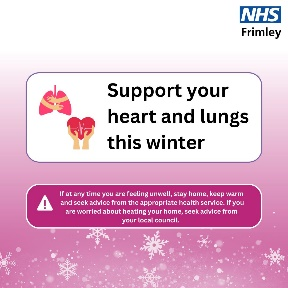 NHS
Frimley
Support your
heart and lungs
this winter
If at any time you are feeling unwell, stay home, keep warm
and seek advice from the appropriate health service. If you
are worried about heating your home, seek advice from
your local council.